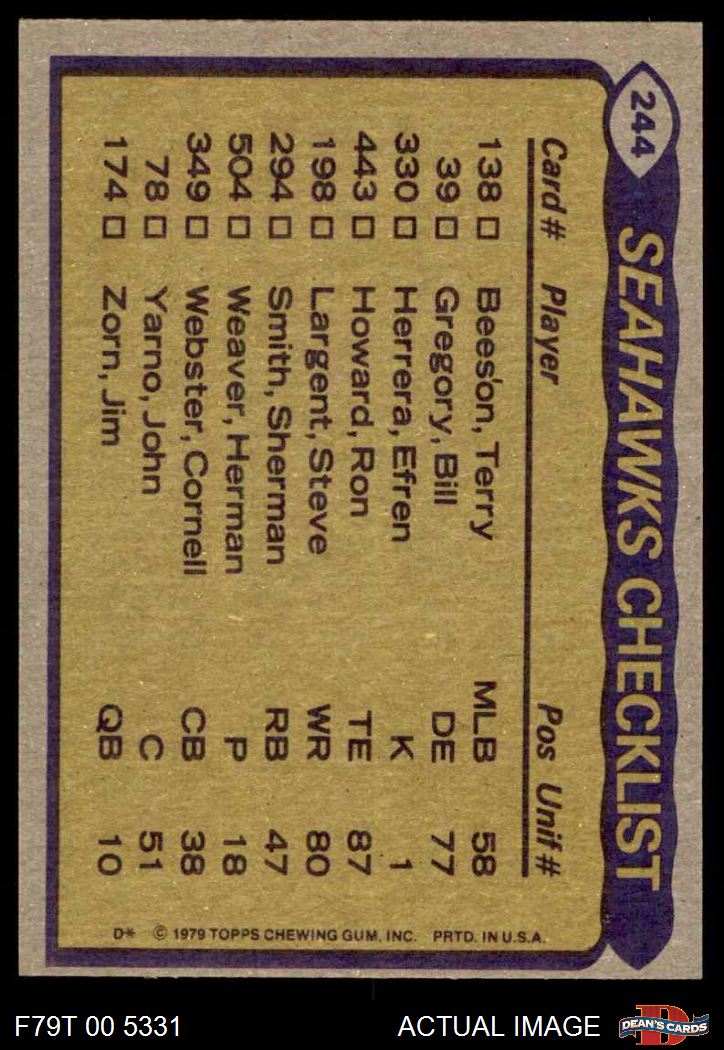 244 SEAHAWKS CHECKLIST
Card # Player Pos Unif #
138 Bees'on, Terry MLB 58
39 Gregory, Bill DE 77
330 Herrera, Efren K 1
443 Howard, Ron TE 87
198 Largent, Steve WR 80
294 Smith, Sherman RB 47
504 Weaver, Herman P 18
349 Webster, Cornell CB 38
78 Yarno, John C 51
174 Zorn, Jim QB 10
D* © 1979 TOPPS CHEWING GUM, INC. PRTD. IN U.S.A.
F79T 00 5331 ACTUAL IMAGE D DEAN'S CARDS